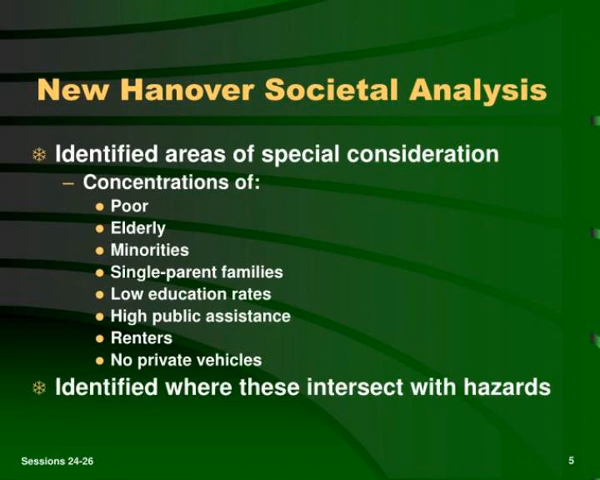 New Hanover Societal Analysis
Identified areas of special consideration
– Concentrations of:
● Poor
● Elderly
● Minorities
● Single-parent families
● Low education rates
● High public assistance
● Renters
● No private vehicles
Identified where these intersect with hazards
Sessions 24-26
5